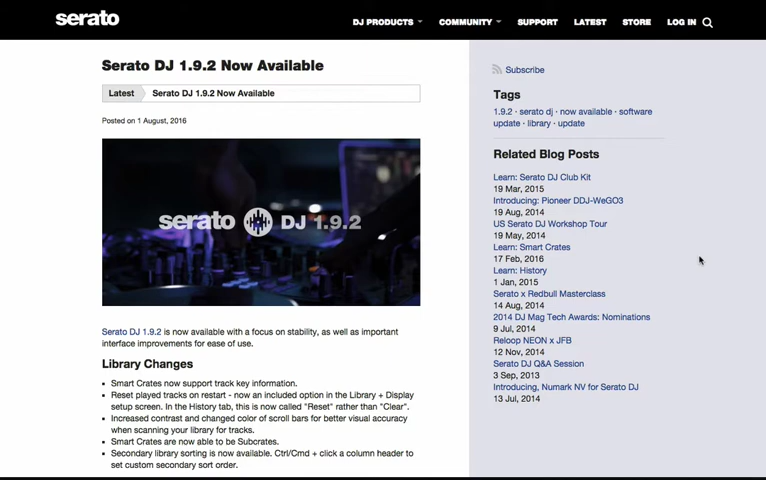 serato
DJ PRODUCTS COMMUNITY SUPPORT LATEST STORE LOG IN
Serato DJ 1.9.2 Now Available
Latest Serato DJ 1.9.2 Now Available
Posted on 1 August, 2016
serato DJ 1.9.2
Serato DJ 1.9.2 is now available with a focus on stability, as well as important
interface improvements for ease of use.
Library Changes
Smart Crates now support track key information.
Reset played tracks on restart - now an included option in the Library + Display
setup screen. In the History tab, this is now called "Reset" rather than "Clear".
Increased contrast and changed color of scroll bars for better visual accuracy
when scanning your library for tracks.
Smart Crates are now able to be Subcrates.
Secondary library sorting is now available. Ctrl/Cmd + click a column header to
set custom secondary sort order.
Subscribe
Tags
1.9.2 · serato dj · now available · software
update · library · update
Related Blog Posts
Learn: Serato DJ Club Kit
19 Mar, 2015
Introducing: Pioneer DDJ-WeGO3
19 Aug, 2014
US Serato DJ Workshop Tour
19 May, 2014
Learn: Smart Crates
17 Feb, 2016
Learn: History
1 Jan, 2015
Serato x Redbull Masterclass
14 Aug, 2014
2014 DJ Mag Tech Awards: Nominations
9 Jul, 2014
Reloop NEON x JFB
12 Nov, 2014
Serato DJ Q&A Session
3 Sep, 2013
Introducing, Numark NV for Serato DJ
13 Jul, 2014